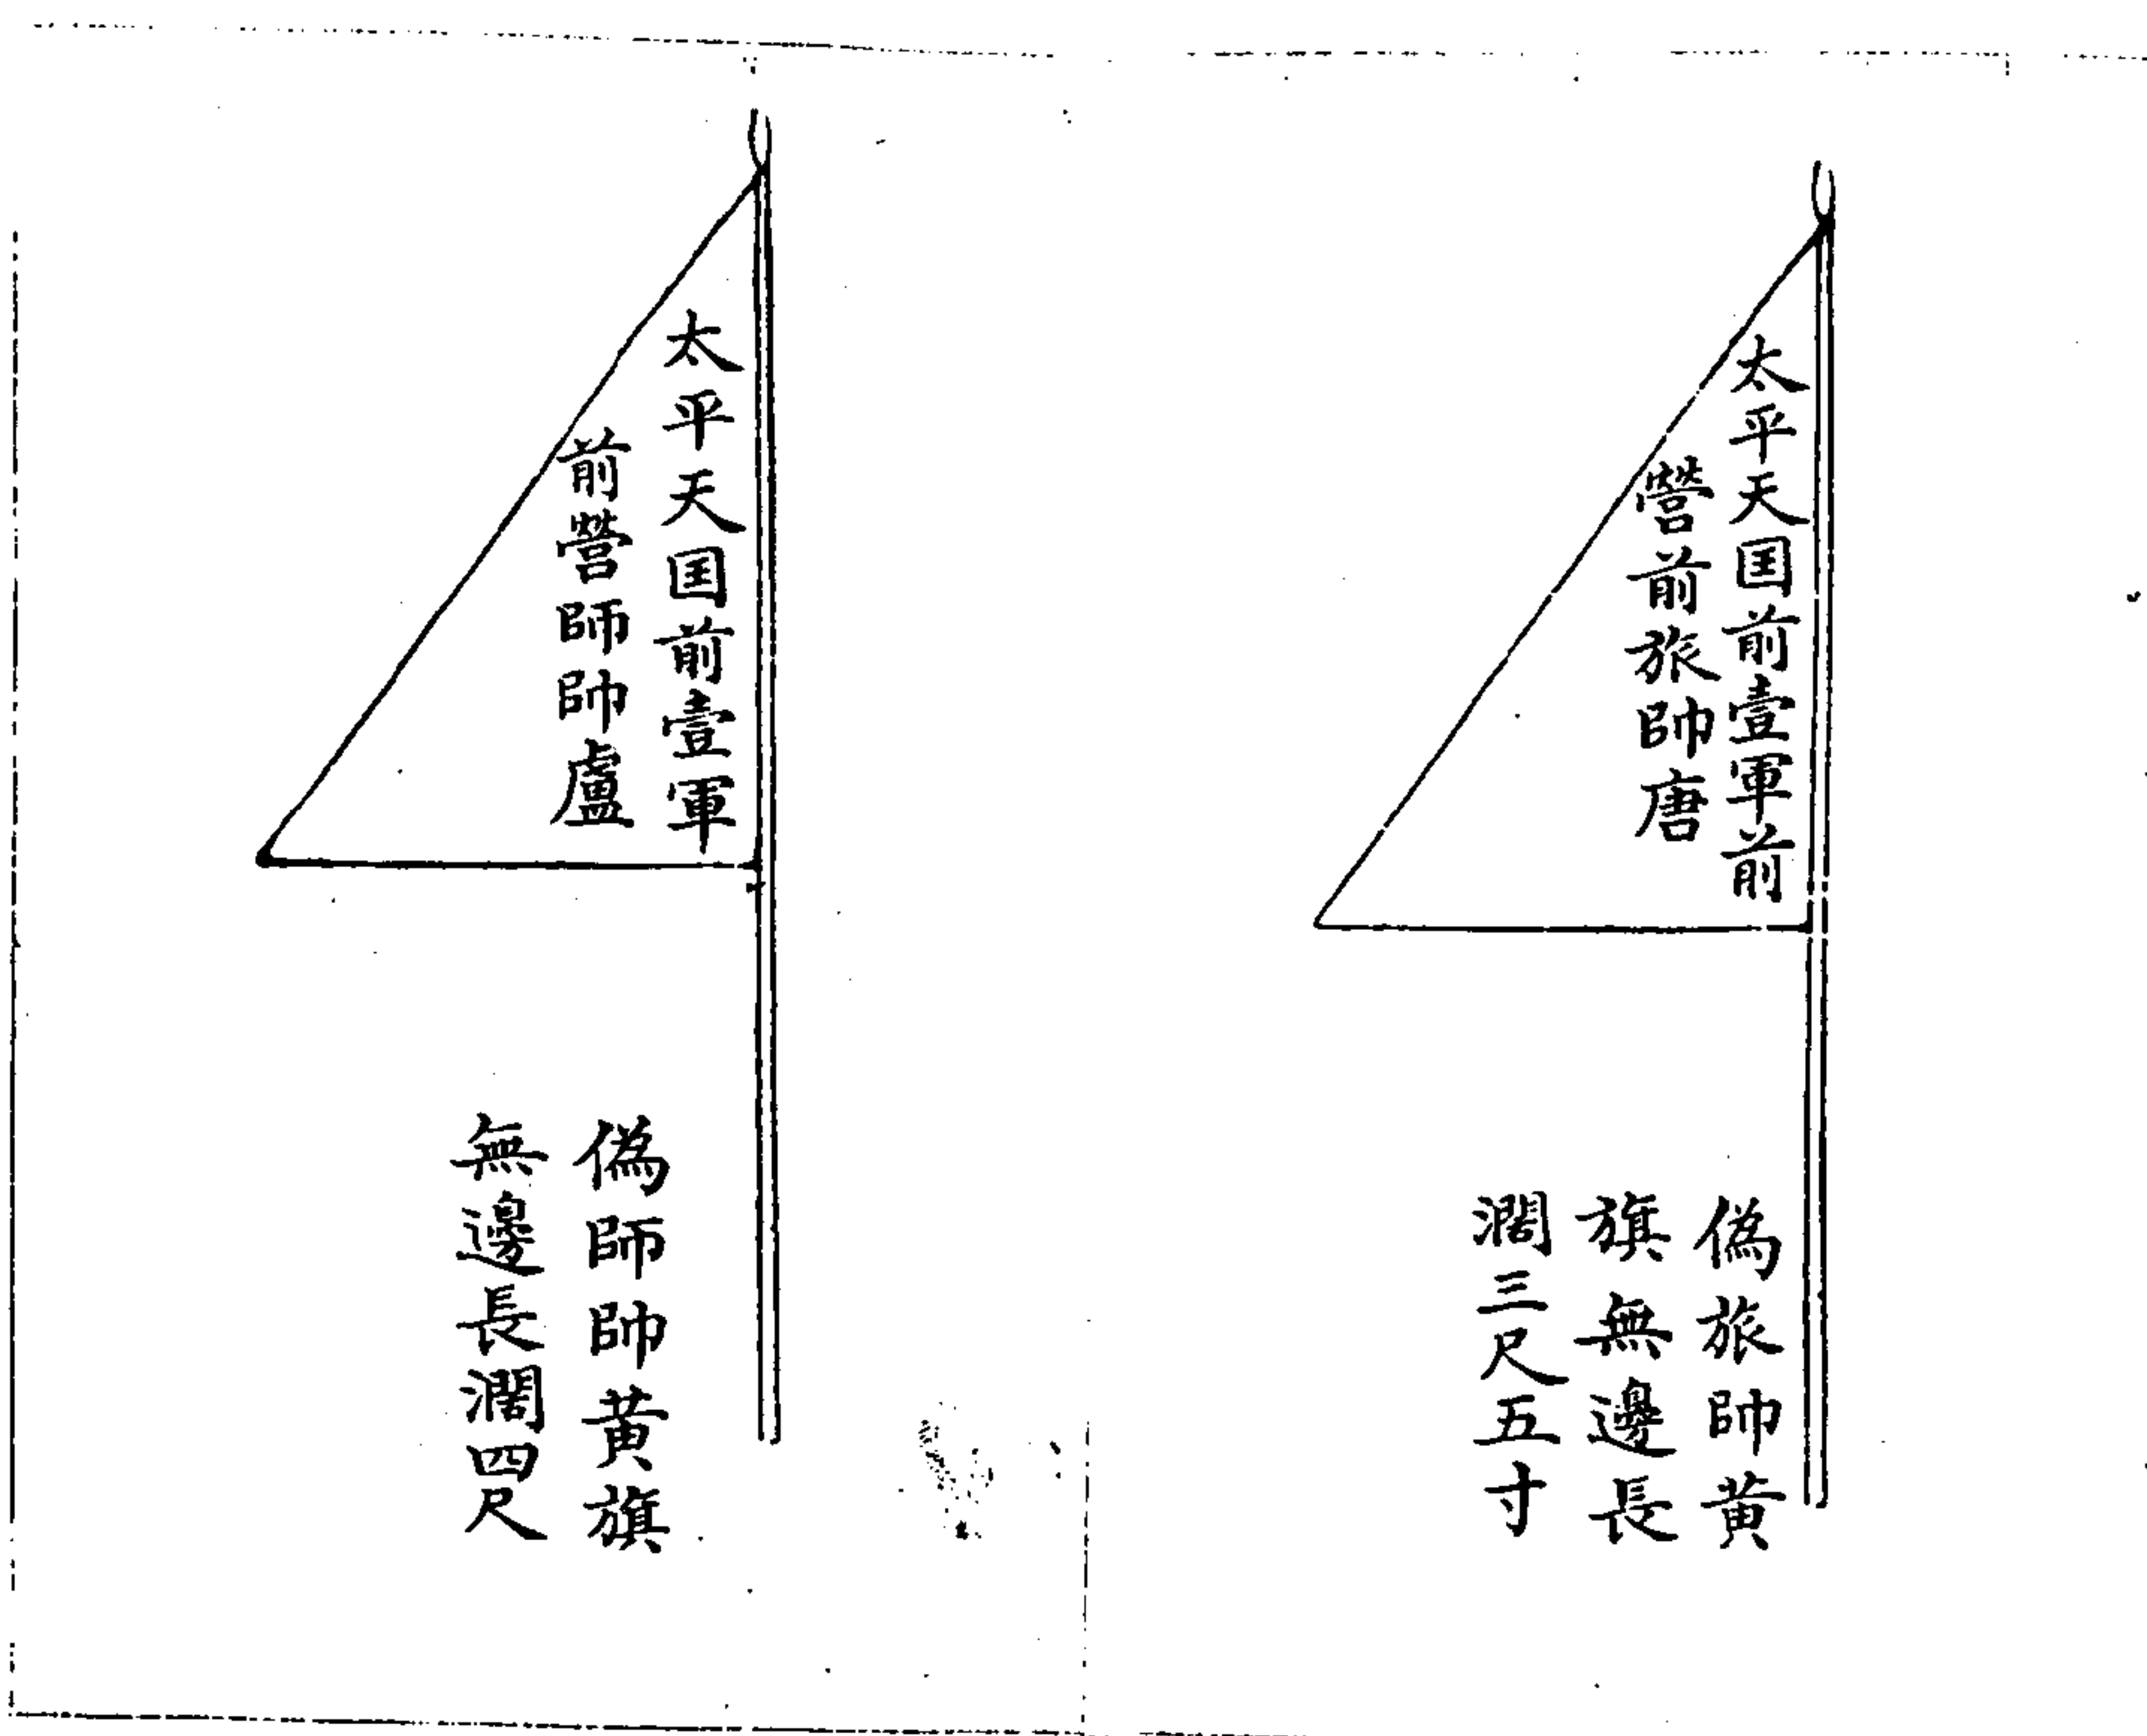 太平天囯前壹軍前
營前旅帥唐
偽旅帥黃
旗無邊長
濶三尺五寸
太平天囯前壹軍
前營師帥盧
偽師帥黃旗
無邊長濶四尺